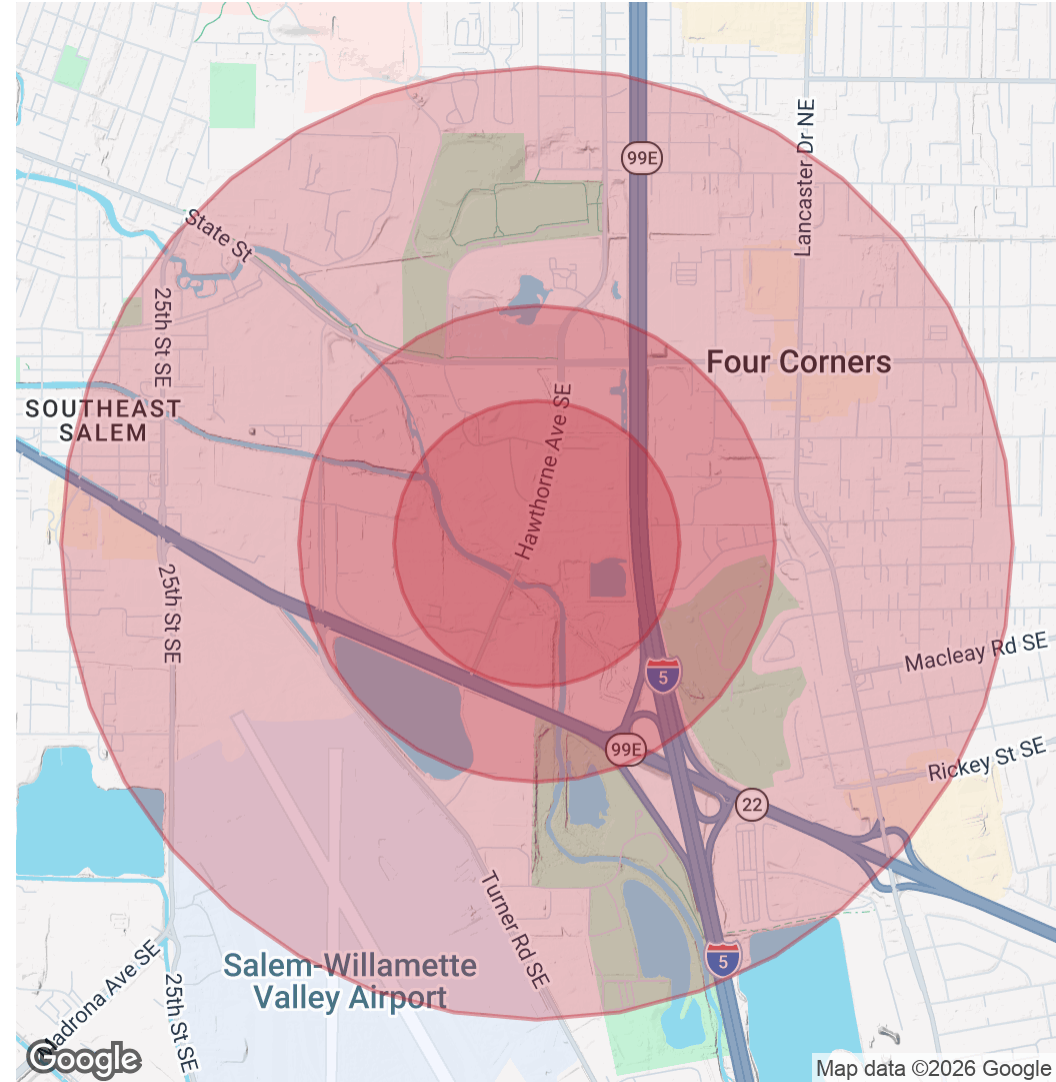 99E
Lancaster Dr NE
State St
25th St SE
Four Corners
Hawthorne Ave SE
SOUTHEAST
SALEM
25th St SE
Macleay Rd SE
5
99E
Rickey St SE
22
Turner Rd SE
5
Salem-Willamette
Valley Airport
Madrona Ave SE
25th St SE
Google
Map data ©2026 Google